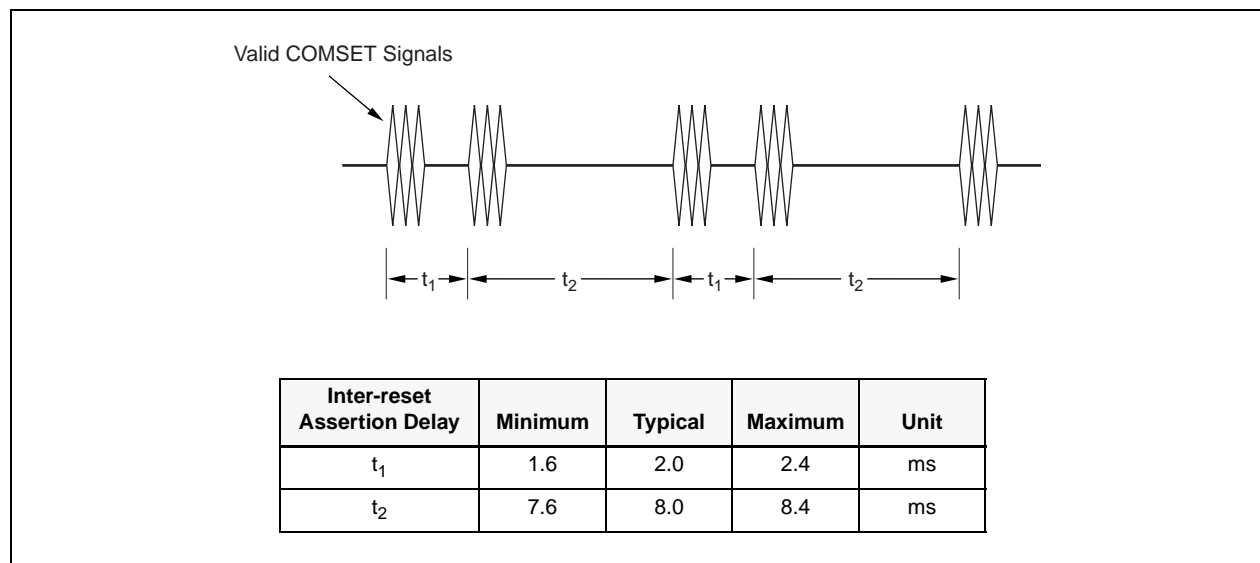 Valid COMSET Signals
t₁ t₂ t₁ t₂
Inter-reset Assertion Delay Minimum Typical Maximum Unit
t₁ 1.6 2.0 2.4 ms
t₂ 7.6 8.0 8.4 ms